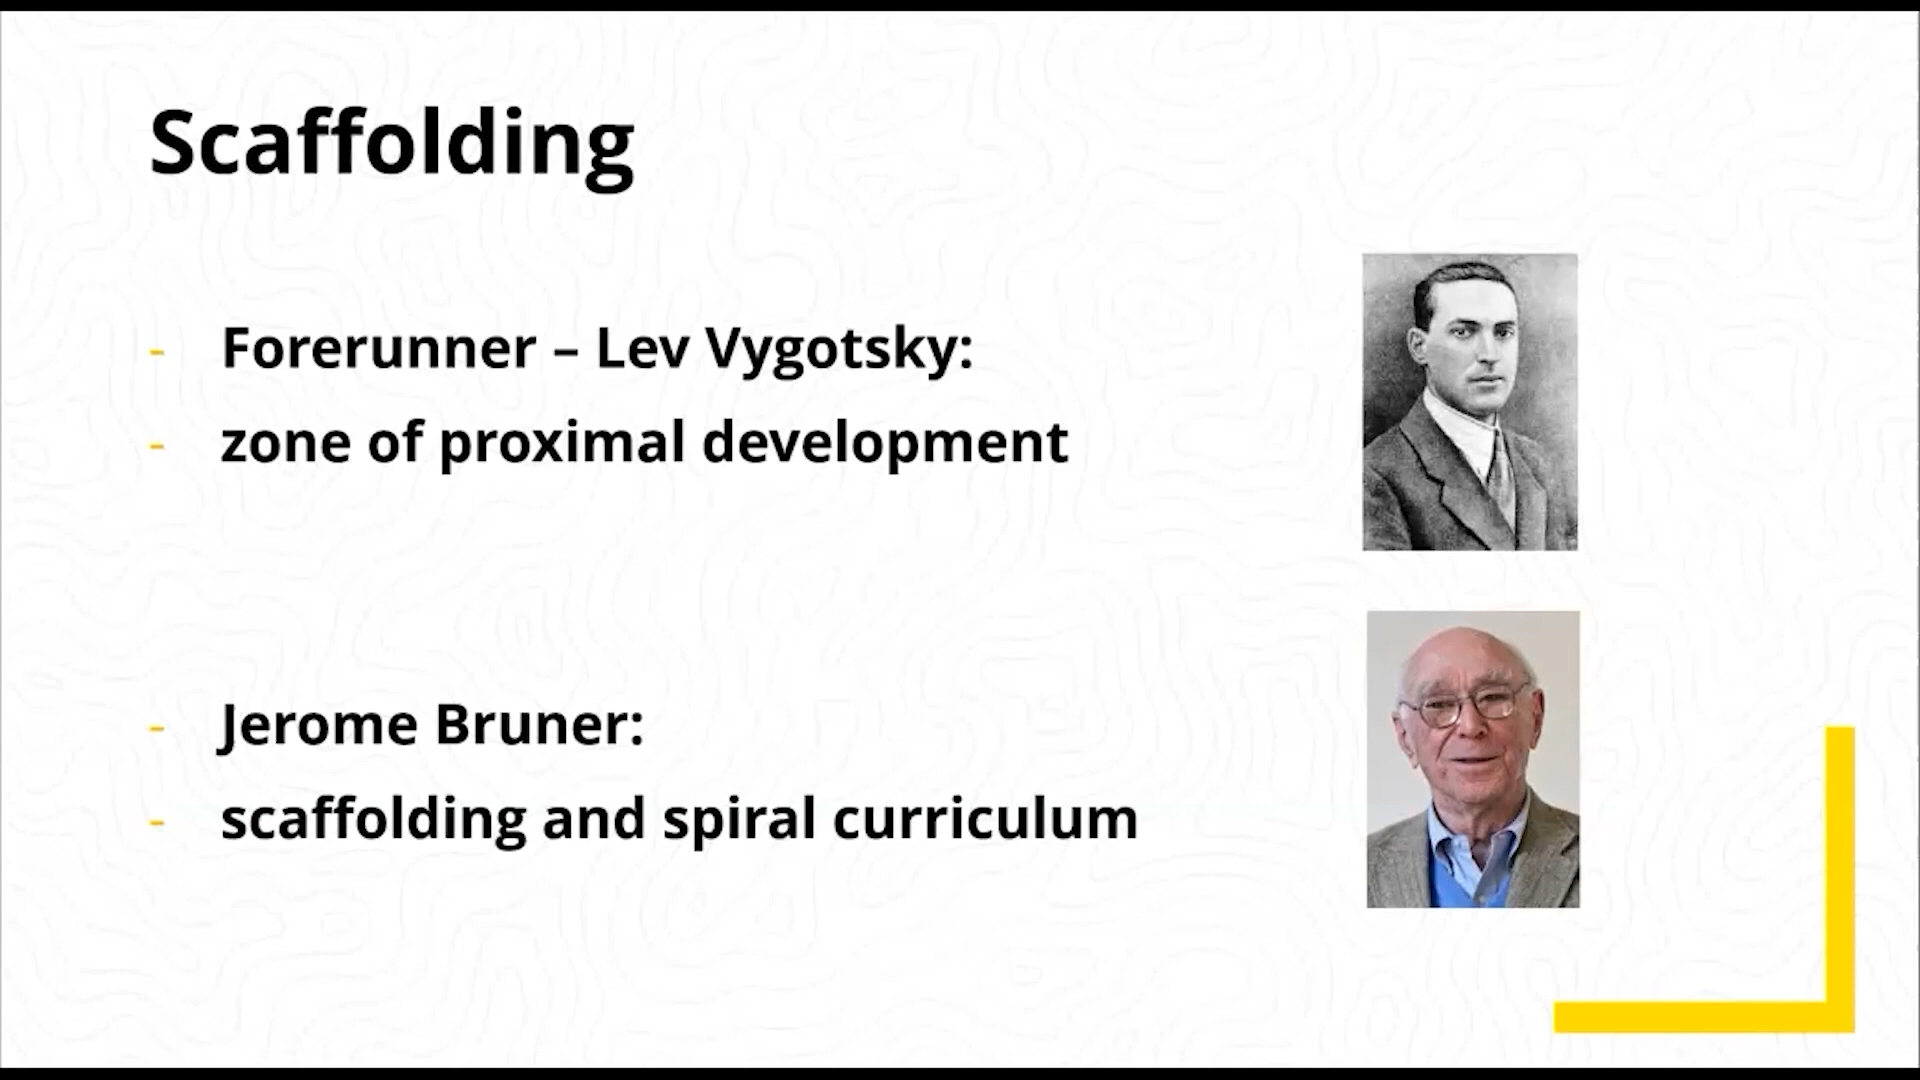 Scaffolding
- Forerunner – Lev Vygotsky:
- zone of proximal development
- Jerome Bruner:
- scaffolding and spiral curriculum